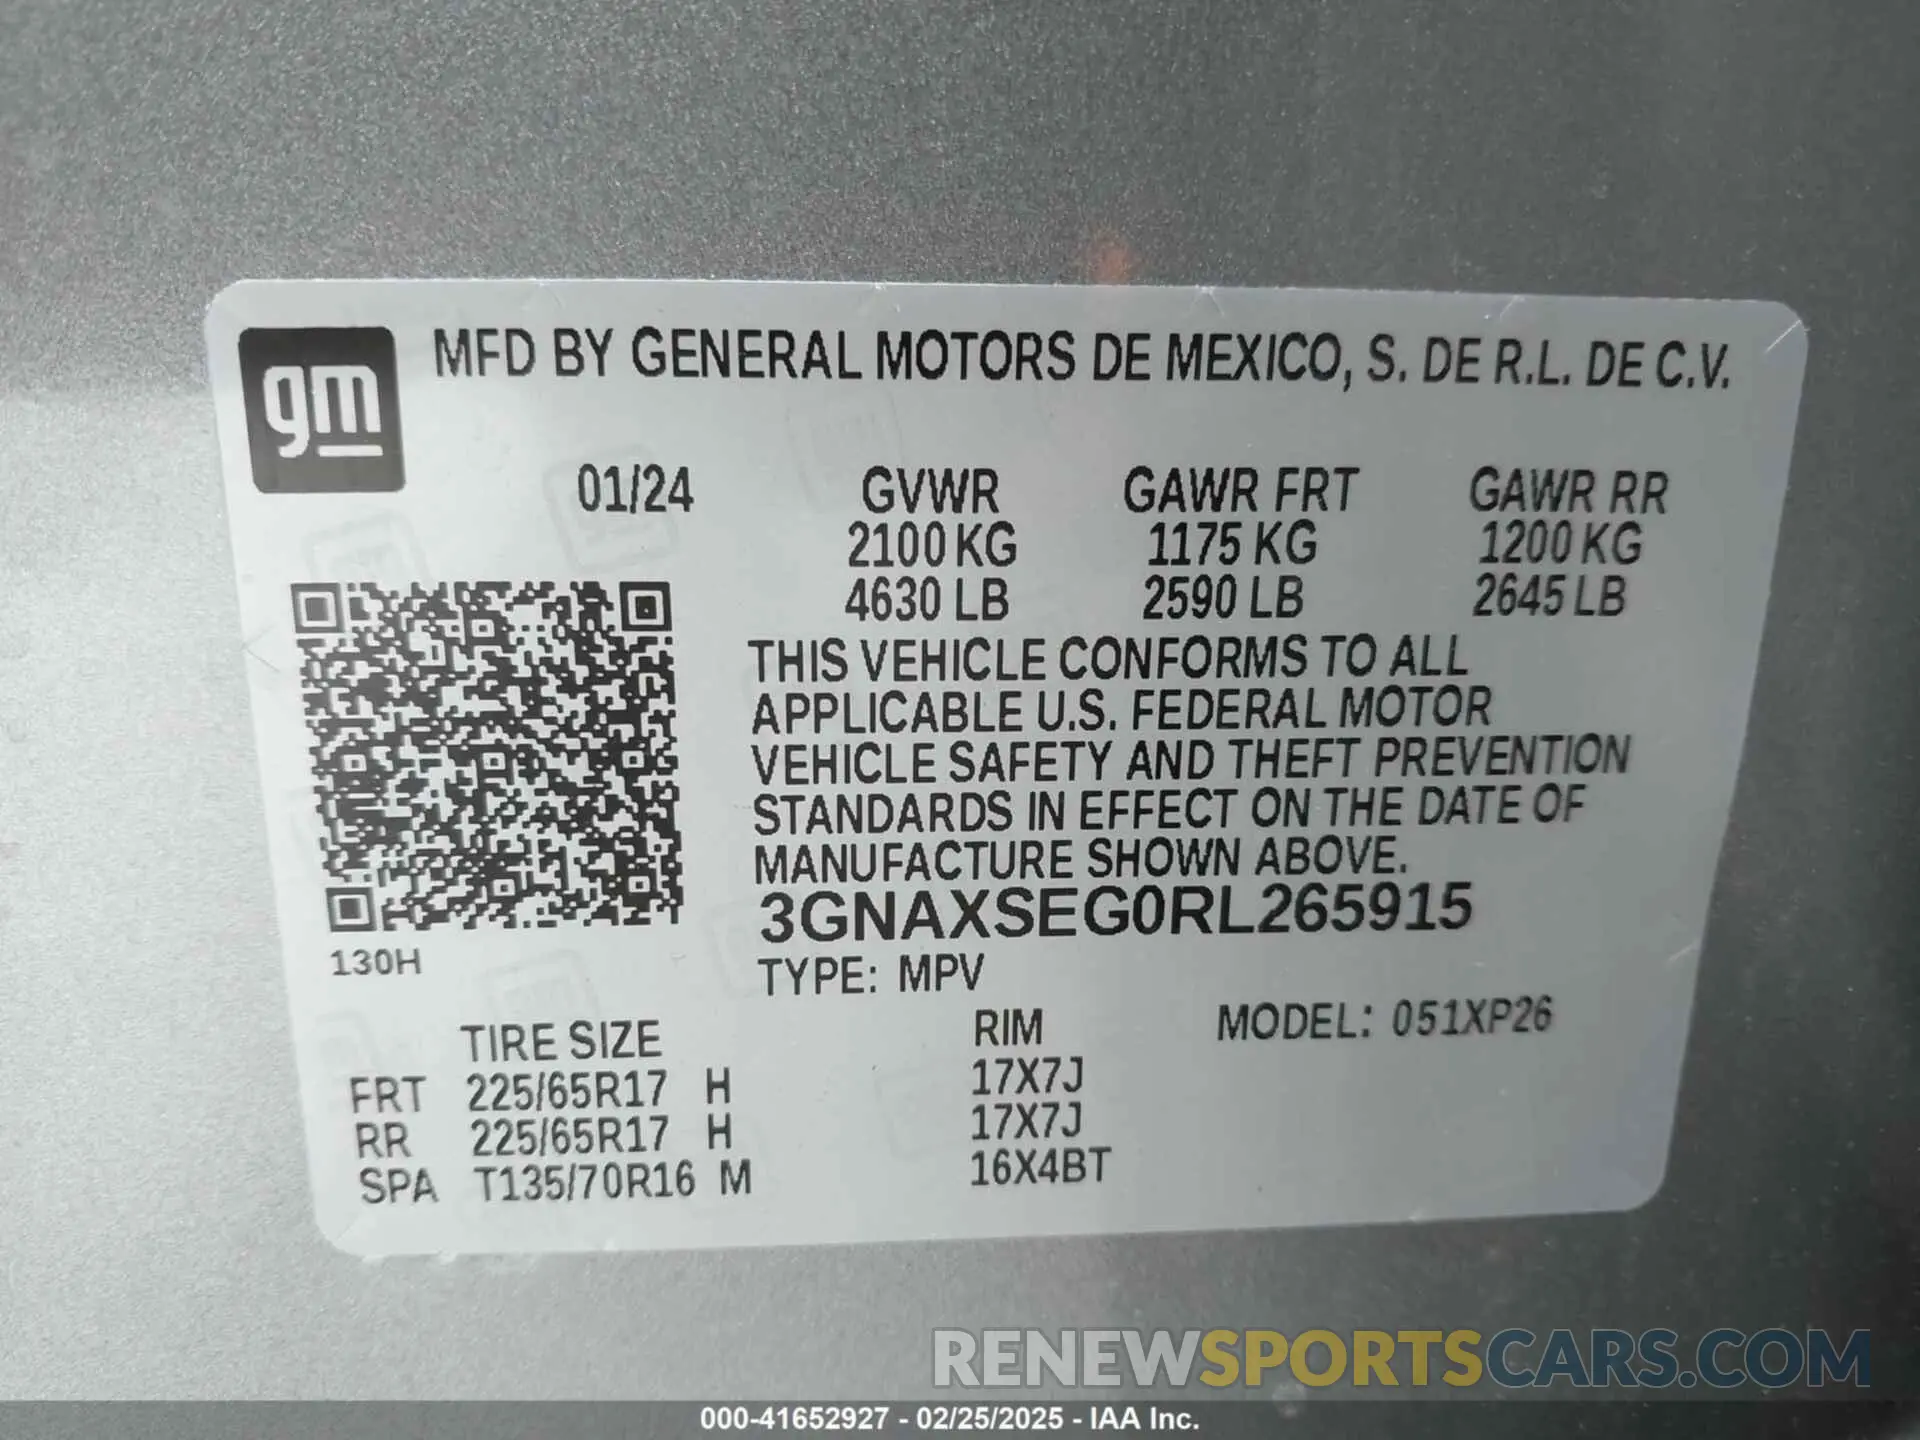 gm
MFD BY GENERAL MOTORS DE MEXICO, S. DE R.L. DE C.V.
01/24 GVWR GAWR FRT GAWR RR
2100 KG 1175 KG 1200 KG
4630 LB 2590 LB 2645 LB
THIS VEHICLE CONFORMS TO ALL
APPLICABLE U.S. FEDERAL MOTOR
VEHICLE SAFETY AND THEFT PREVENTION
STANDARDS IN EFFECT ON THE DATE OF
MANUFACTURE SHOWN ABOVE.
3GNAXSEG0RL265915
130H
TYPE: MPV
TIRE SIZE RIM MODEL: 051XP26
FRT 225/65R17 H 17X7J
RR 225/65R17 H 17X7J
SPA T135/70R16 M 16X4BT
RENEWSPORTSCARS.COM
000-41652927 - 02/25/2025 - IAA Inc.